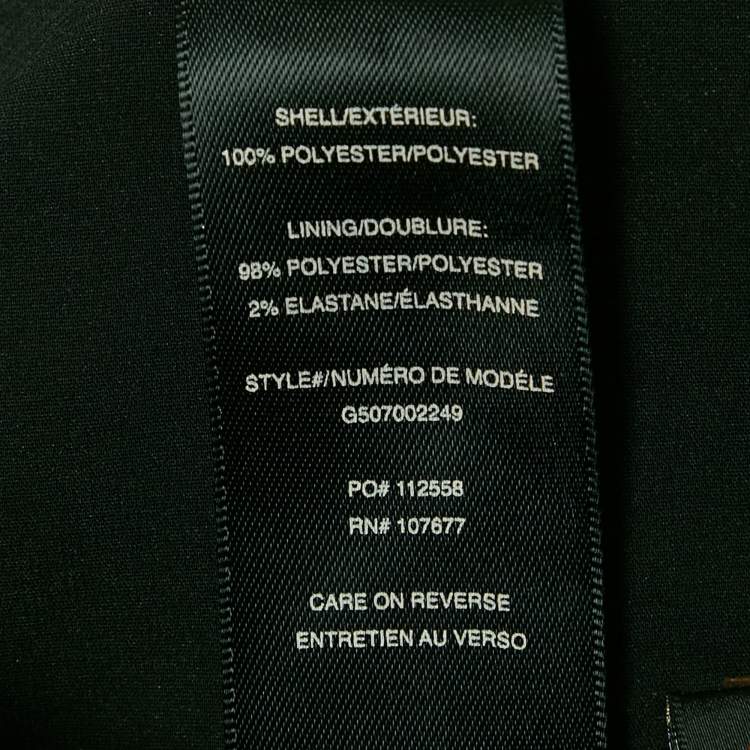 SHELL/EXTÉRIEUR:
100% POLYESTER/POLYESTER
LINING/DOUBLURE:
98% POLYESTER/POLYESTER
2% ELASTANE/ÉLASTHANNE
STYLE#/NUMÉRO DE MODÉLE
G507002249
PO# 112558
RN# 107677
CARE ON REVERSE
ENTRETIEN AU VERSO